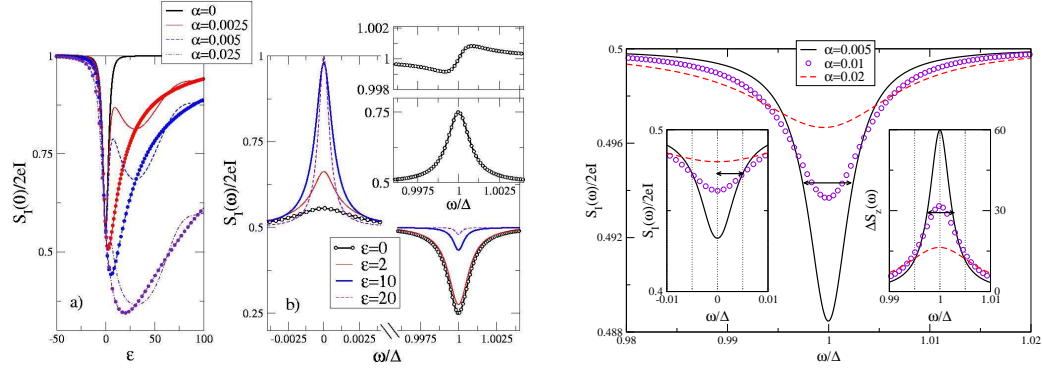 α=0
α=0.0025
α=0.005
α=0.025
S_I(0)/2eI
1
0.75
0.5
-50
0
50
100
ε
a)
S_I(ω)/2eI
1
0.75
0.5
0.25
ε=0
ε=2
ε=10
ε=20
b)
-0.0025
0
0.0025
0.9975
1
1.0025
ω/Δ
1.002
1.000
0.998
0.75
0.5
0.9975
1
1.0025
ω/Δ
α=0.005
α=0.01
α=0.02
S_I(ω)/2eI
0.5
0.496
0.492
0.488
0.98
0.99
1
1.01
1.02
ω/Δ
S_I(ω)/2eI
0.5
0.4
-0.01
0
0.01
ω/Δ
ΔS_z(ω)
60
30
0
0.99
1
1.01
ω/Δ